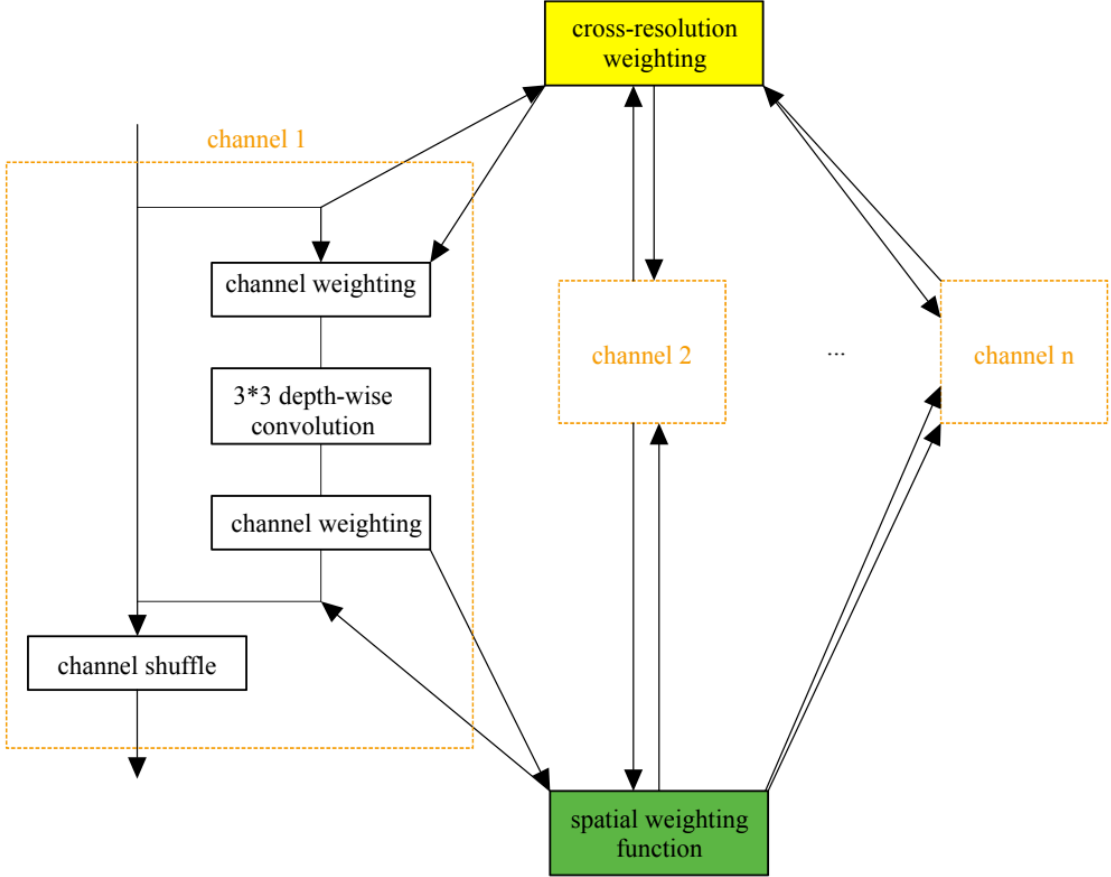 cross-resolution
weighting
channel 1
channel weighting
3*3 depth-wise
convolution
channel weighting
channel shuffle
channel 2
...
channel n
spatial weighting
function